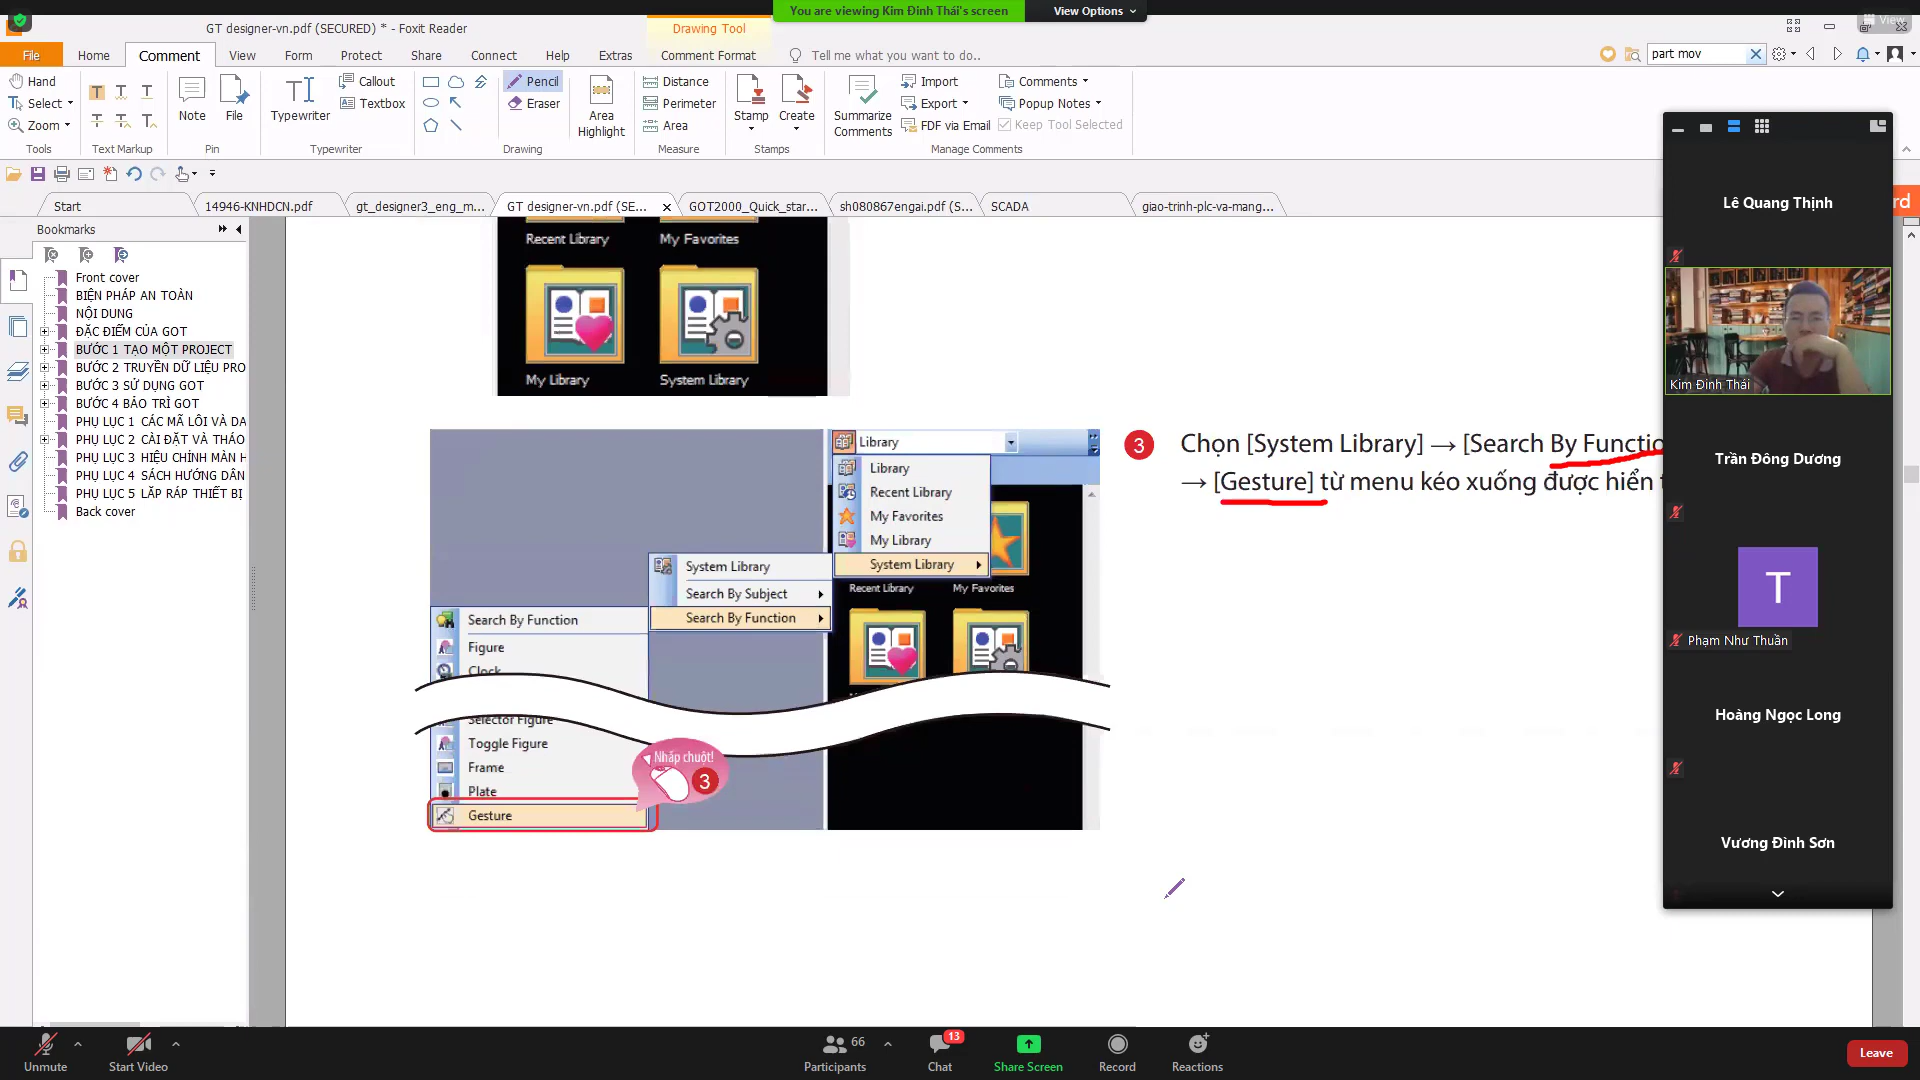 You are viewing Kim Đinh Thái's screen
View Options
View
GT designer-vn.pdf (SECURED) * - Foxit Reader
Drawing Tool
File
Home
Comment
View
Form
Protect
Share
Connect
Help
Extras
Comment Format
Tell me what you want to do..
part mov
Hand
Select
Zoom
Tools
Text Markup
Note
File
Pin
Typewriter
Callout
Textbox
Typewriter
Pencil
Eraser
Drawing
Area
Highlight
Distance
Perimeter
Area
Measure
Stamp
Create
Stamps
Summarize
Comments
Import
Export
FDF via Email
Comments
Popup Notes
Keep Tool Selected
Manage Comments
Start
14946-KNHDCN.pdf
gt_designer3_eng_m...
GT designer-vn.pdf (SE...
GOT2000_Quick_star...
sh080867engai.pdf (S...
SCADA
giao-trinh-plc-va-mang...
rd
Bookmarks
Front cover
BIỆN PHÁP AN TOÀN
NỘI DUNG
ĐẶC ĐIỂM CỦA GOT
BƯỚC 1 TẠO MỘT PROJECT
BƯỚC 2 TRUYỀN DỮ LIỆU PRO
BƯỚC 3 SỬ DỤNG GOT
BƯỚC 4 BẢO TRÌ GOT
PHỤ LỤC 1 CÁC MÃ LỖI VÀ DA
PHỤ LỤC 2 CÀI ĐẶT VÀ THÁO
PHỤ LỤC 3 HIỆU CHỈNH MÀN H
PHỤ LỤC 4 SÁCH HƯỚNG DẪN
PHỤ LỤC 5 LẮP RÁP THIẾT BỊ
Back cover
Recent Library
My Favorites
My Library
System Library
Library
Library
Recent Library
My Favorites
My Library
System Library
System Library
Search By Subject
Search By Function
Search By Function
Figure
Clock
Selector Figure
Toggle Figure
Frame
Plate
Gesture
Recent Library
My Favorites
Nhấp chuột!
3
3 Chọn [System Library] → [Search By Functio
→ [Gesture] từ menu kéo xuống được hiển t
Lê Quang Thịnh
Kim Đinh Thái
Trần Đông Dương
T
Phạm Như Thuần
Hoàng Ngọc Long
Vương Đình Sơn
Unmute
Start Video
66
Participants
13
Chat
Share Screen
Record
Reactions
Leave